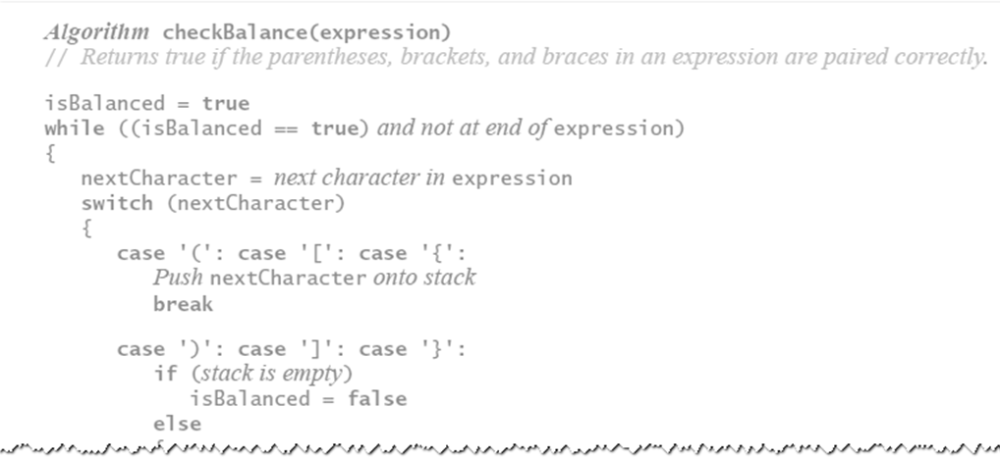 Algorithm checkBalance(expression)
// Returns true if the parentheses, brackets, and braces in an expression are paired correctly.
isBalanced = true
while ((isBalanced == true) and not at end of expression)
{
nextCharacter = next character in expression
switch (nextCharacter)
{
case '(': case '[': case '{':
Push nextCharacter onto stack
break
case ')': case ']': case '}':
if (stack is empty)
isBalanced = false
else